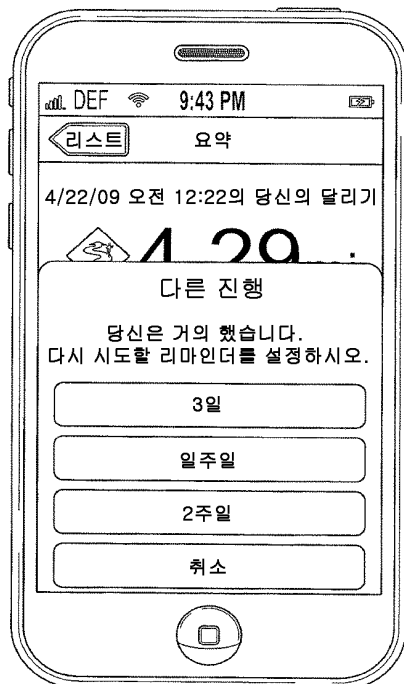 DEF 9:43 PM
리스트 요약
4/22/09 오전 12:22의 당신의 달리기
4.29
다른 진행
당신은 거의 했습니다.
다시 시도할 리마인더를 설정하시오.
3일
일주일
2주일
취소